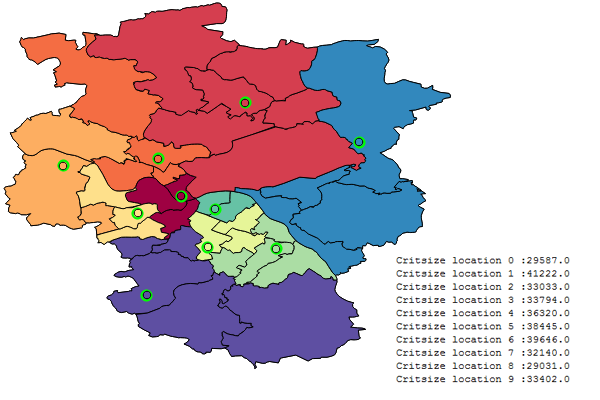 Critsize location 0 :29587.0
Critsize location 1 :41222.0
Critsize location 2 :33033.0
Critsize location 3 :33794.0
Critsize location 4 :36320.0
Critsize location 5 :38445.0
Critsize location 6 :39646.0
Critsize location 7 :32140.0
Critsize location 8 :29031.0
Critsize location 9 :33402.0